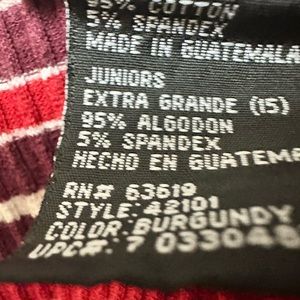 95% COTTON
5% SPANDEX
MADE IN GUATEMALA
JUNIORS
EXTRA GRANDE (15)
95% ALGODON
5% SPANDEX
HECHO EN GUATEMA
RN# 63619
STYLE: 42101
COLOR: BURGUNDY
UPC#: 7 033048